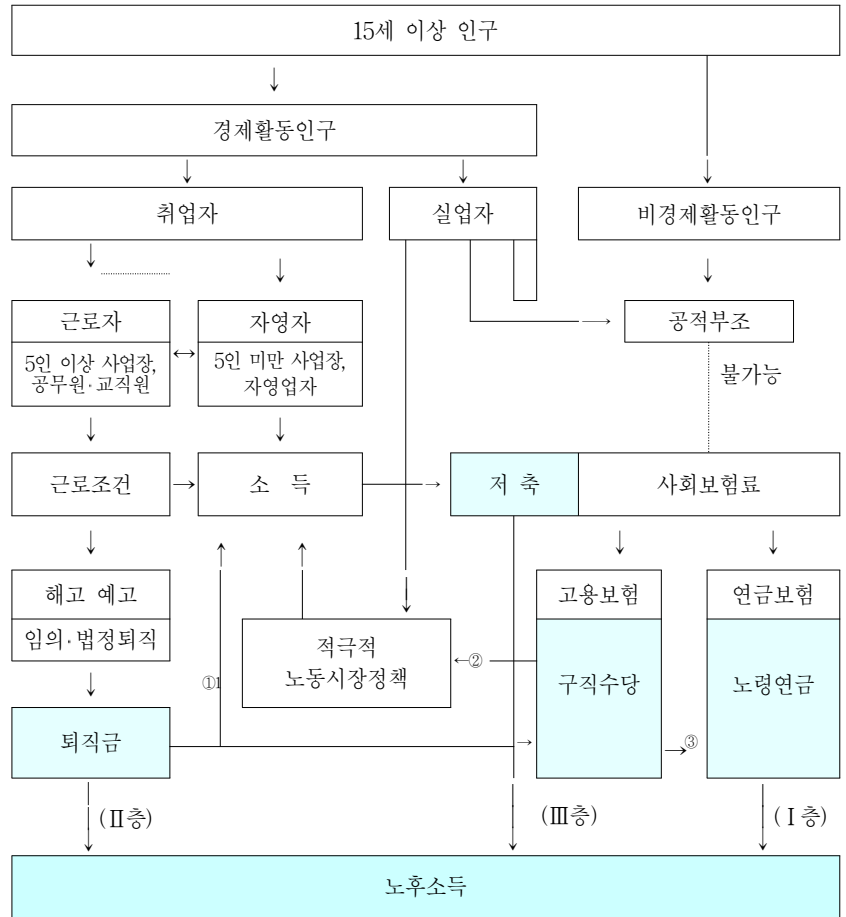 15세 이상 인구
경제활동인구
취업자
실업자
비경제활동인구
근로자
자영자
공적부조
5인 이상 사업장,
공무원·교직원
5인 미만 사업장,
자영업자
불가능
근로조건
소 득
저 축
사회보험료
해고 예고
임의·법정퇴직
적극적
노동시장정책
고용보험
연금보험
②
①1
구직수당
노령연금
퇴직금
③
(Ⅱ층)
(Ⅲ층)
(Ⅰ층)
노후소득